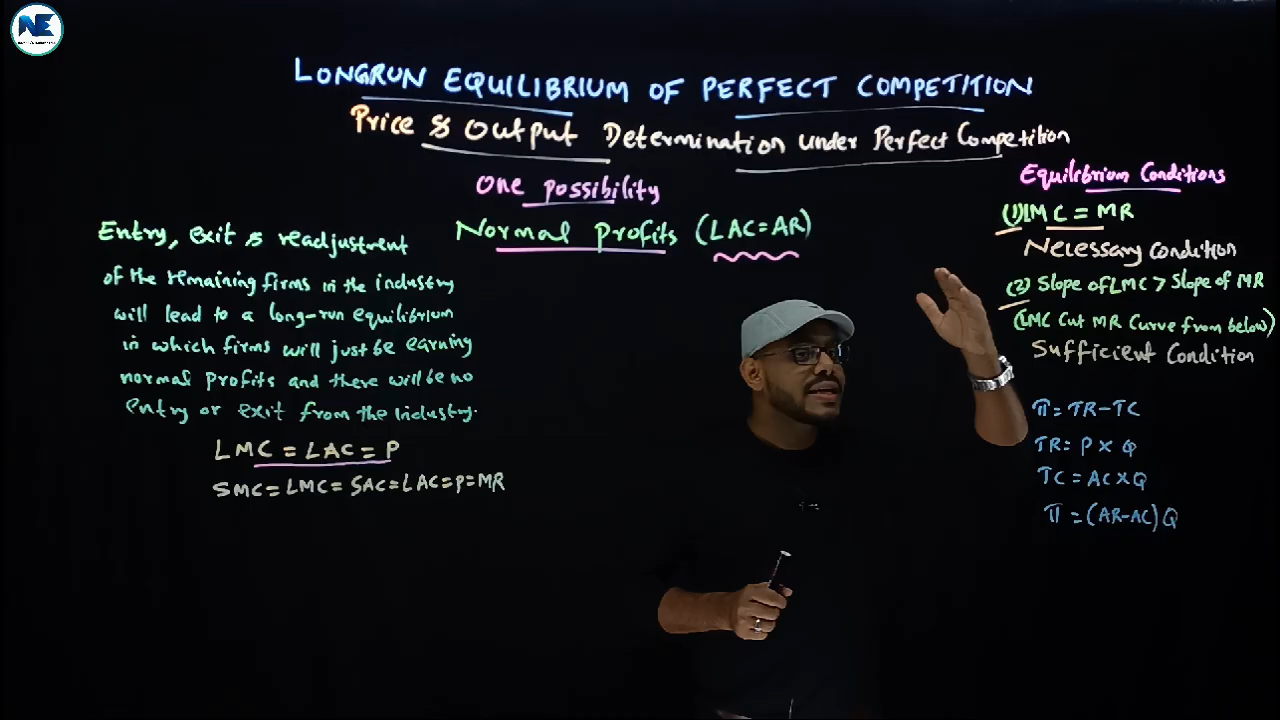 NE
LONGRUN EQUILIBRIUM OF PERFECT COMPETITION
Price & Output Determination under Perfect Competition
One possibility
Normal Profits (LAC=AR)
Entry, exit & readjustment
of the remaining firms in the industry
will lead to a long-run equilibrium
in which firms will just be earning
normal profits and there will be no
entry or exit from the industry.
LMC = LAC = P
SMC = LMC = SAC = LAC = P = MR
Equilibrium Conditions
(1) LMC = MR
Necessary Condition
(2) Slope of LMC > Slope of MR
(LMC Cut MR Curve from below)
Sufficient Condition
π = TR-TC
TR = P × Q
TC = AC × Q
π = (AR-AC) Q